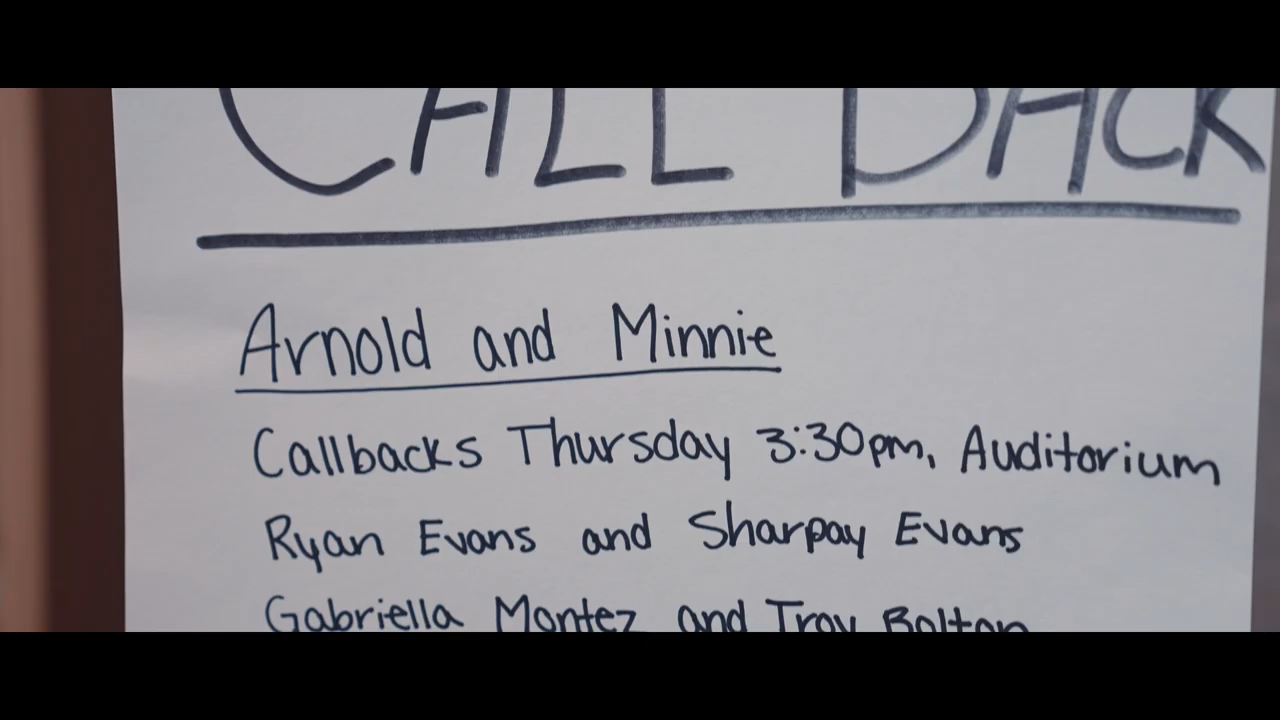 CALL BACK
Arnold and Minnie
Callbacks Thursday 3:30pm, Auditorium
Ryan Evans and Sharpay Evans
Gabriella Montez and Troy Bolton